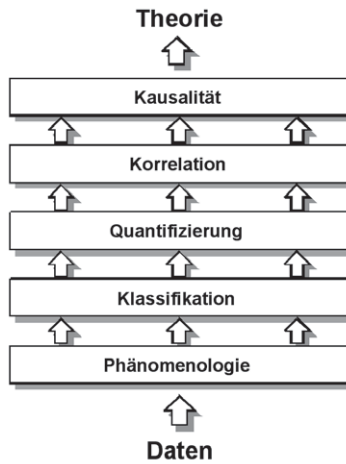 Theorie
Kausalität
Korrelation
Quantifizierung
Klassifikation
Phänomenologie
Daten